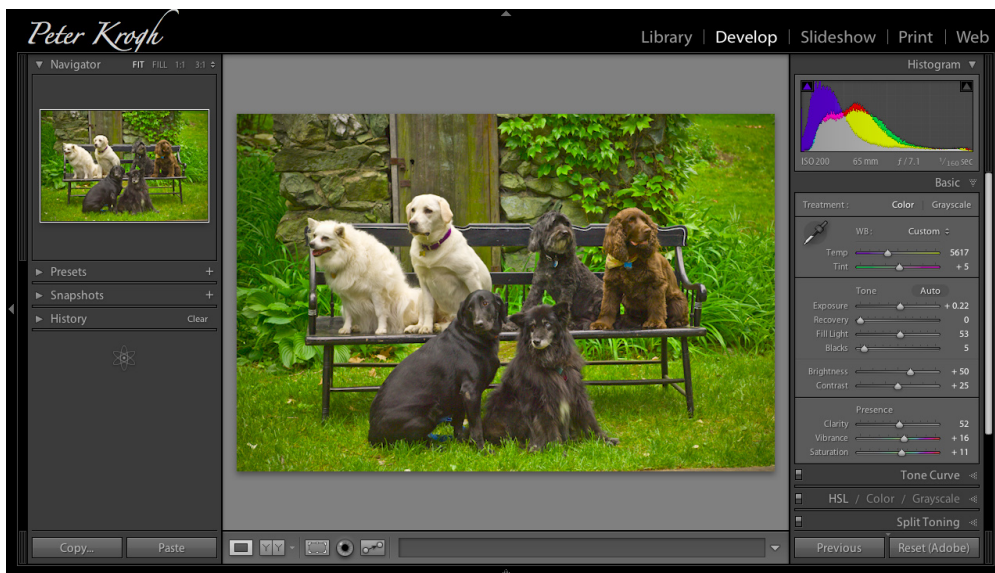 Peter Krogh
Library | Develop | Slideshow | Print | Web
Navigator FIT FILL 1:1 3:1
Presets
Snapshots
History Clear
Copy... Paste
Histogram
ISO 200 65 mm f / 7.1 1/160 SEC
Basic
Treatment : Color Grayscale
WB : Custom
Temp 5617
Tint + 5
Tone Auto
Exposure + 0.22
Recovery 0
Fill Light 53
Blacks 5
Brightness + 50
Contrast + 25
Presence
Clarity 52
Vibrance + 16
Saturation + 11
Tone Curve
HSL / Color / Grayscale
Split Toning
Previous Reset (Adobe)
YY